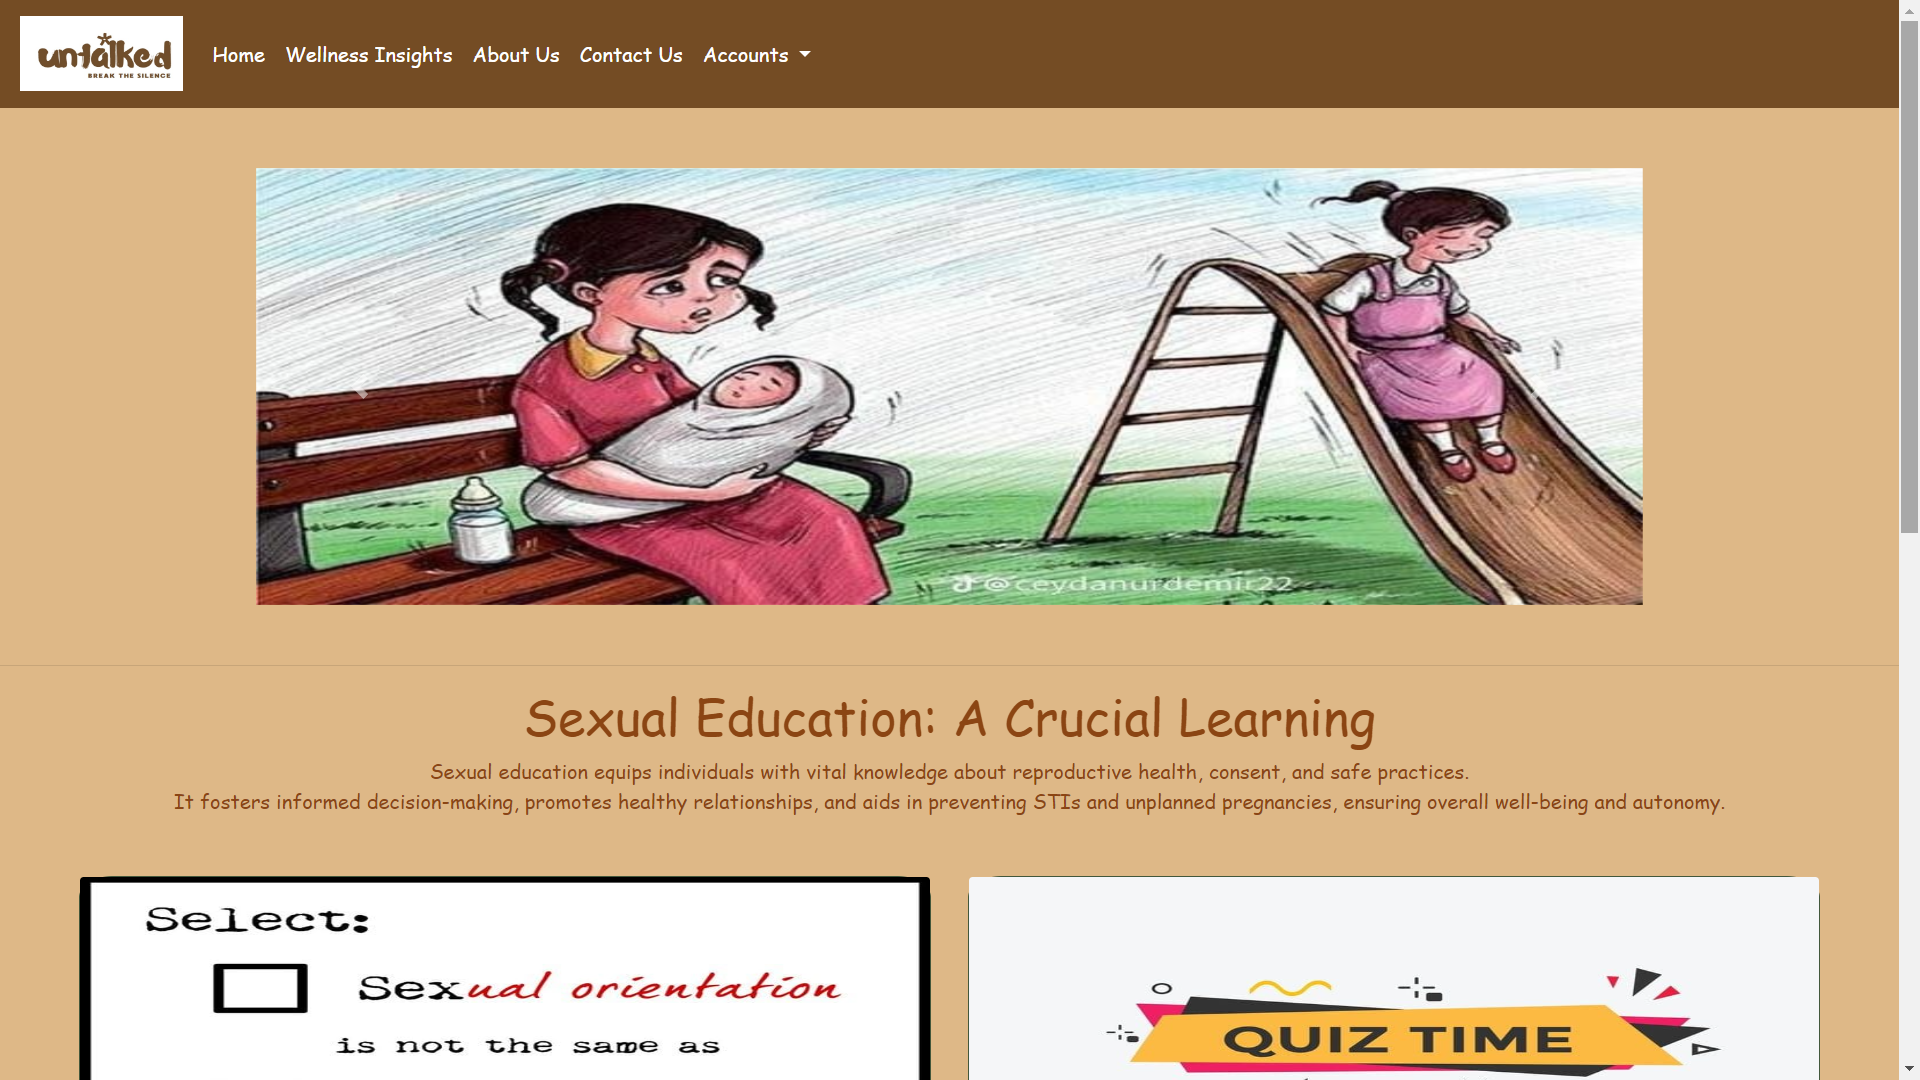 untalked
BREAK THE SILENCE
Home Wellness Insights About Us Contact Us Accounts
@ceydanurdemir22
Sexual Education: A Crucial Learning
Sexual education equips individuals with vital knowledge about reproductive health, consent, and safe practices.
It fosters informed decision-making, promotes healthy relationships, and aids in preventing STIs and unplanned pregnancies, ensuring overall well-being and autonomy.
Select:
Sexual orientation
is not the same as
QUIZ TIME